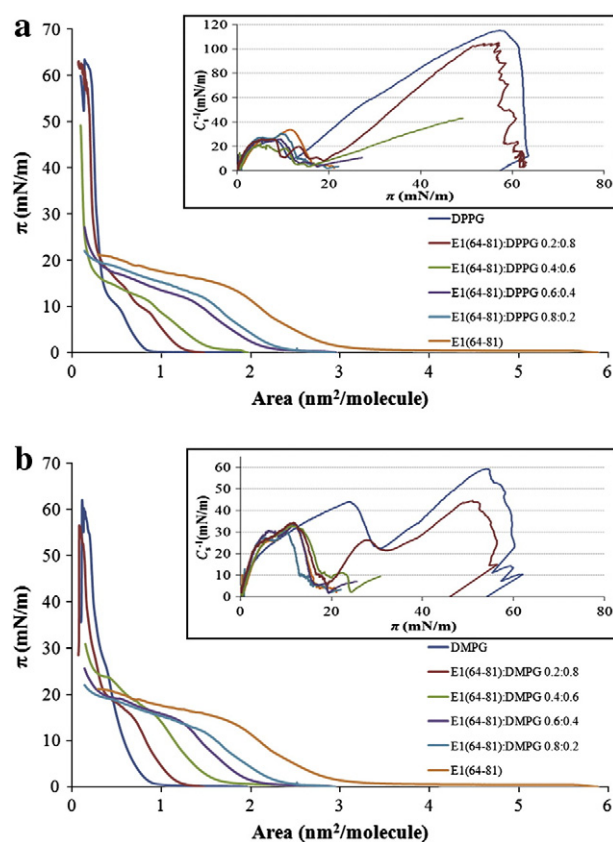 a
70
60
50
40
30
20
10
0
π (mN/m)
0 1 2 3 4 5 6
Area (nm²/molecule)
120
100
80
60
40
20
0
Cs⁻¹(mN/m)
0 20 40 60 80
π (mN/m)
DPPG
E1(64-81):DPPG 0.2:0.8
E1(64-81):DPPG 0.4:0.6
E1(64-81):DPPG 0.6:0.4
E1(64-81):DPPG 0.8:0.2
E1(64-81)
b
70
60
50
40
30
20
10
0
π (mN/m)
0 1 2 3 4 5 6
Area (nm²/molecule)
60
50
40
30
20
10
0
Cs⁻¹(mN/m)
0 20 40 60 80
π (mN/m)
DMPG
E1(64-81):DMPG 0.2:0.8
E1(64-81):DMPG 0.4:0.6
E1(64-81):DMPG 0.6:0.4
E1(64-81):DMPG 0.8:0.2
E1(64-81)